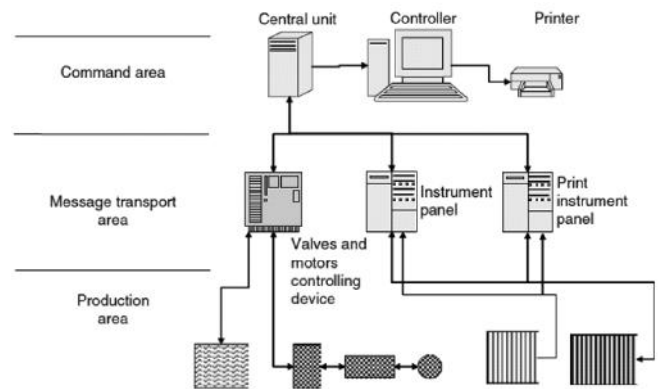 Central unit
Controller
Printer
Command area
Message transport
area
Instrument
panel
Print
instrument
panel
Valves and
motors
controlling
device
Production
area